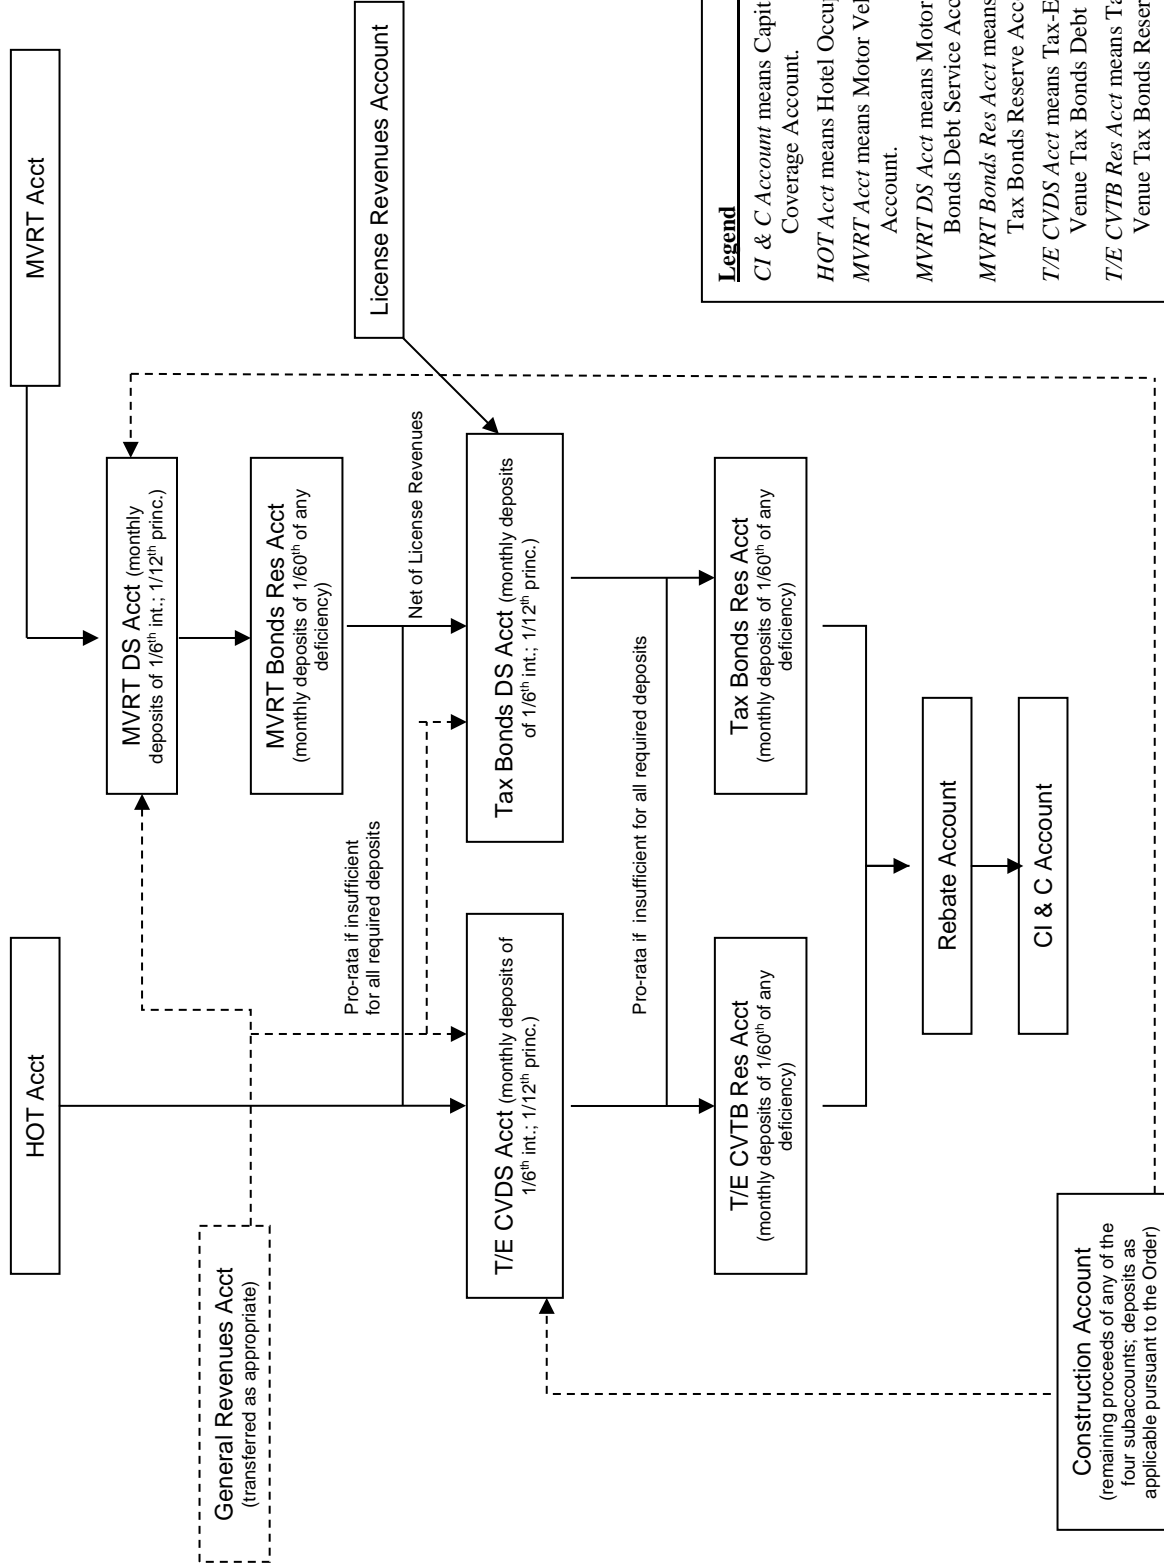 HOT Acct
MVRT Acct
General Revenues Acct
(transferred as appropriate)
MVRT DS Acct (monthly
deposits of 1/6th int.; 1/12th princ.)
MVRT Bonds Res Acct
(monthly deposits of 1/60th of any
deficiency)
License Revenues Account
Pro-rata if insufficient
for all required deposits
Net of License Revenues
T/E CVDS Acct (monthly deposits of
1/6th int.; 1/12th princ.)
Tax Bonds DS Acct (monthly deposits
of 1/6th int.; 1/12th princ.)
Pro-rata if insufficient for all required deposits
T/E CVTB Res Acct
(monthly deposits of 1/60th of any
deficiency)
Tax Bonds Res Acct
(monthly deposits of 1/60th of any
deficiency)
Rebate Account
CI & C Account
Construction Account
(remaining proceeds of any of the
four subaccounts; deposits as
applicable pursuant to the Order)
Legend
CI & C Account means Capit
Coverage Account.
HOT Acct means Hotel Occup
MVRT Acct means Motor
Account.
MVRT DS Acct means Motor
Bonds Debt Service Acc
MVRT Bonds Res Acct means
Tax Bonds Reserve Acco
T/E CVDS Acct means Tax-E
Venue Tax Bonds Debt
T/E CVTB Res Acct means Ta
Venue Tax Bonds Reser